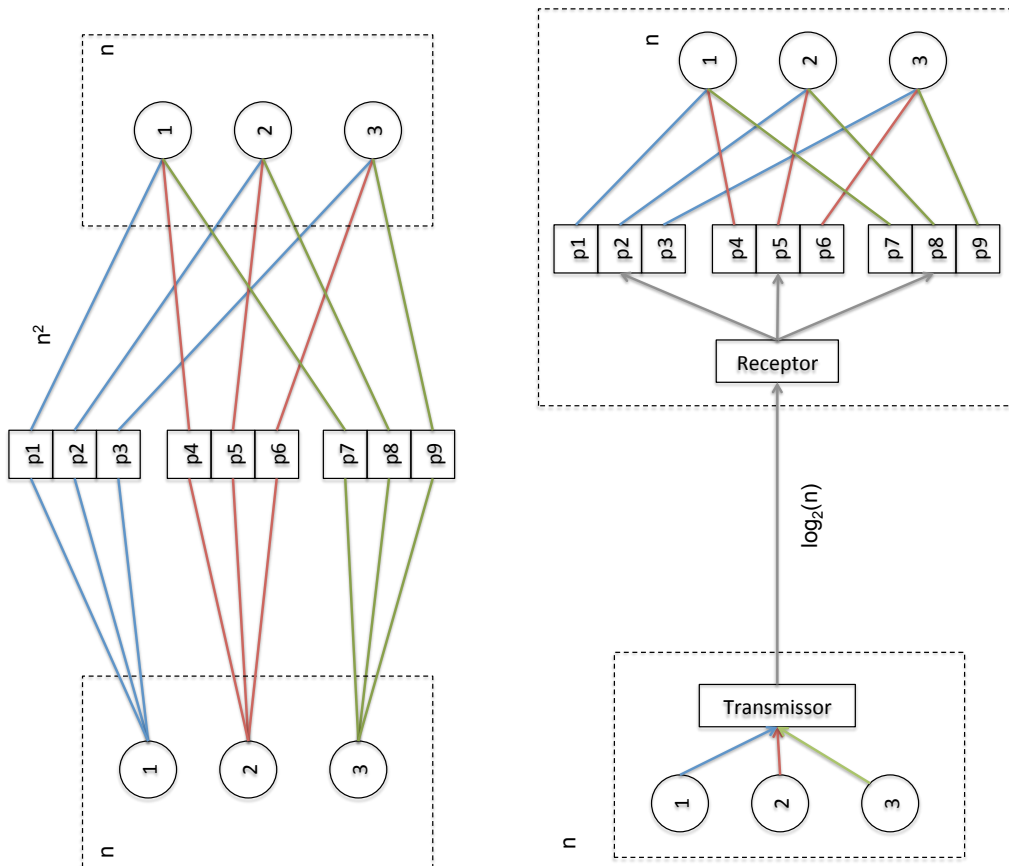 n
1
2
3
n²
p1
p2
p3
p4
p5
p6
p7
p8
p9
1
2
3
n
n
1
2
3
p1
p2
p3
p4
p5
p6
p7
p8
p9
Receptor
log₂(n)
Transmissor
1
2
3
n